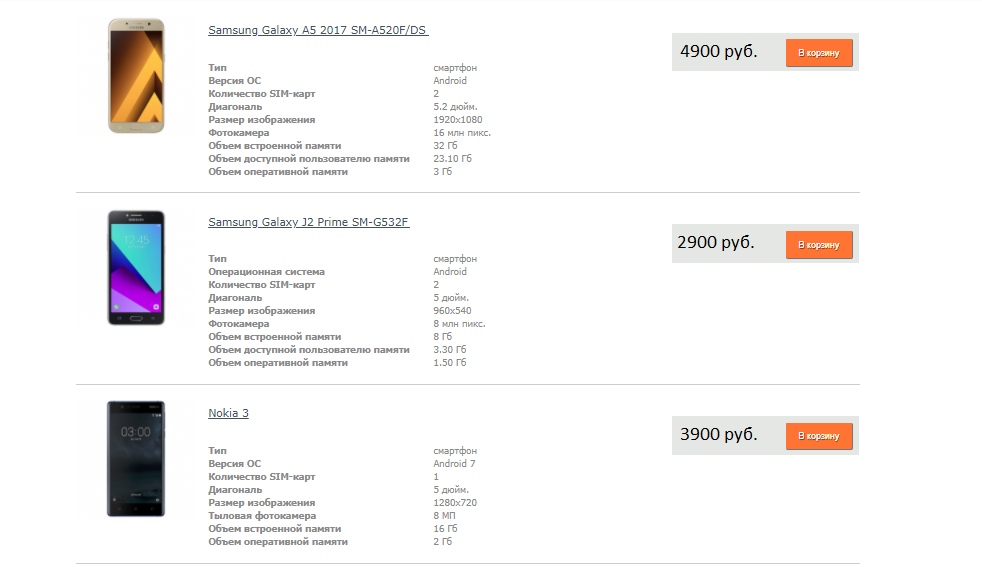 Samsung Galaxy A5 2017 SM-A520F/DS
4900 руб.
В корзину
Тип смартфон
Версия ОС Android
Количество SIM-карт 2
Диагональ 5.2 дюйм.
Размер изображения 1920x1080
Фотокамера 16 млн пикс.
Объем встроенной памяти 32 Гб
Объем доступной пользователю памяти 23.10 Гб
Объем оперативной памяти 3 Гб
Samsung Galaxy J2 Prime SM-G532F
2900 руб.
В корзину
12:45
Тип смартфон
Операционная система Android
Количество SIM-карт 2
Диагональ 5 дюйм.
Размер изображения 960x540
Фотокамера 8 млн пикс.
Объем встроенной памяти 8 Гб
Объем доступной пользователю памяти 3.30 Гб
Объем оперативной памяти 1.50 Гб
Nokia 3
3900 руб.
В корзину
03:00
Тип смартфон
Версия ОС Android 7
Количество SIM-карт 1
Диагональ 5 дюйм.
Размер изображения 1280x720
Тыловая фотокамера 8 МП
Объем встроенной памяти 16 Гб
Объем оперативной памяти 2 Гб